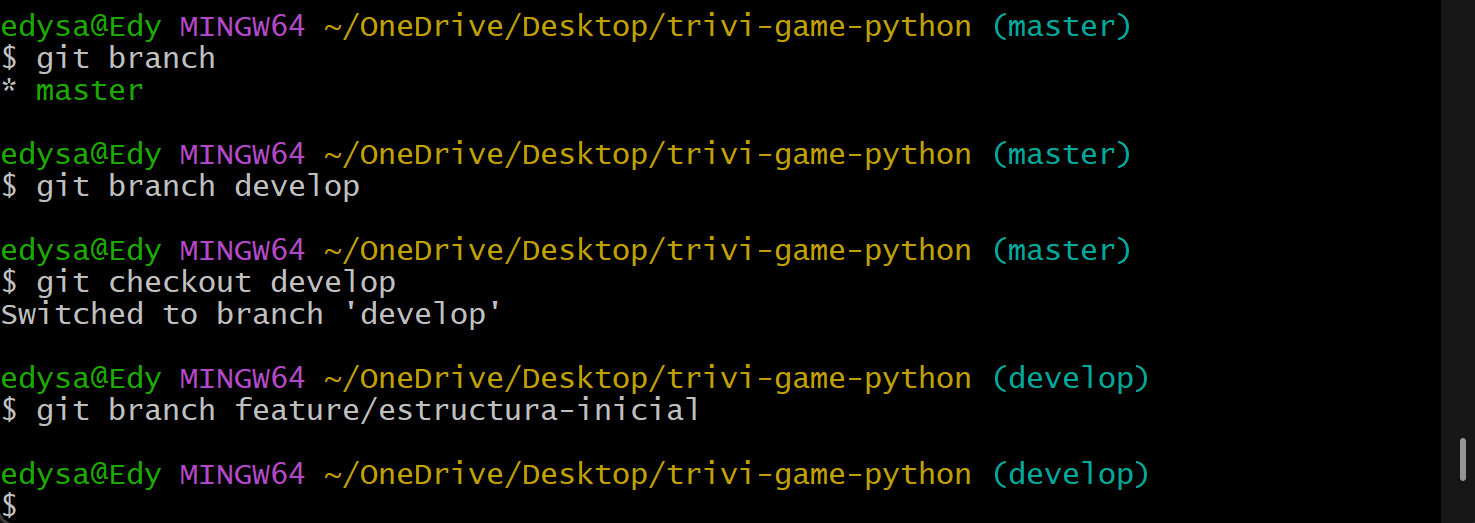 edysa@Edy MINGW64 ~/OneDrive/Desktop/trivi-game-python (master)
$ git branch
* master
edysa@Edy MINGW64 ~/OneDrive/Desktop/trivi-game-python (master)
$ git branch develop
edysa@Edy MINGW64 ~/OneDrive/Desktop/trivi-game-python (master)
$ git checkout develop
Switched to branch 'develop'
edysa@Edy MINGW64 ~/OneDrive/Desktop/trivi-game-python (develop)
$ git branch feature/estructura-inicial
edysa@Edy MINGW64 ~/OneDrive/Desktop/trivi-game-python (develop)
$